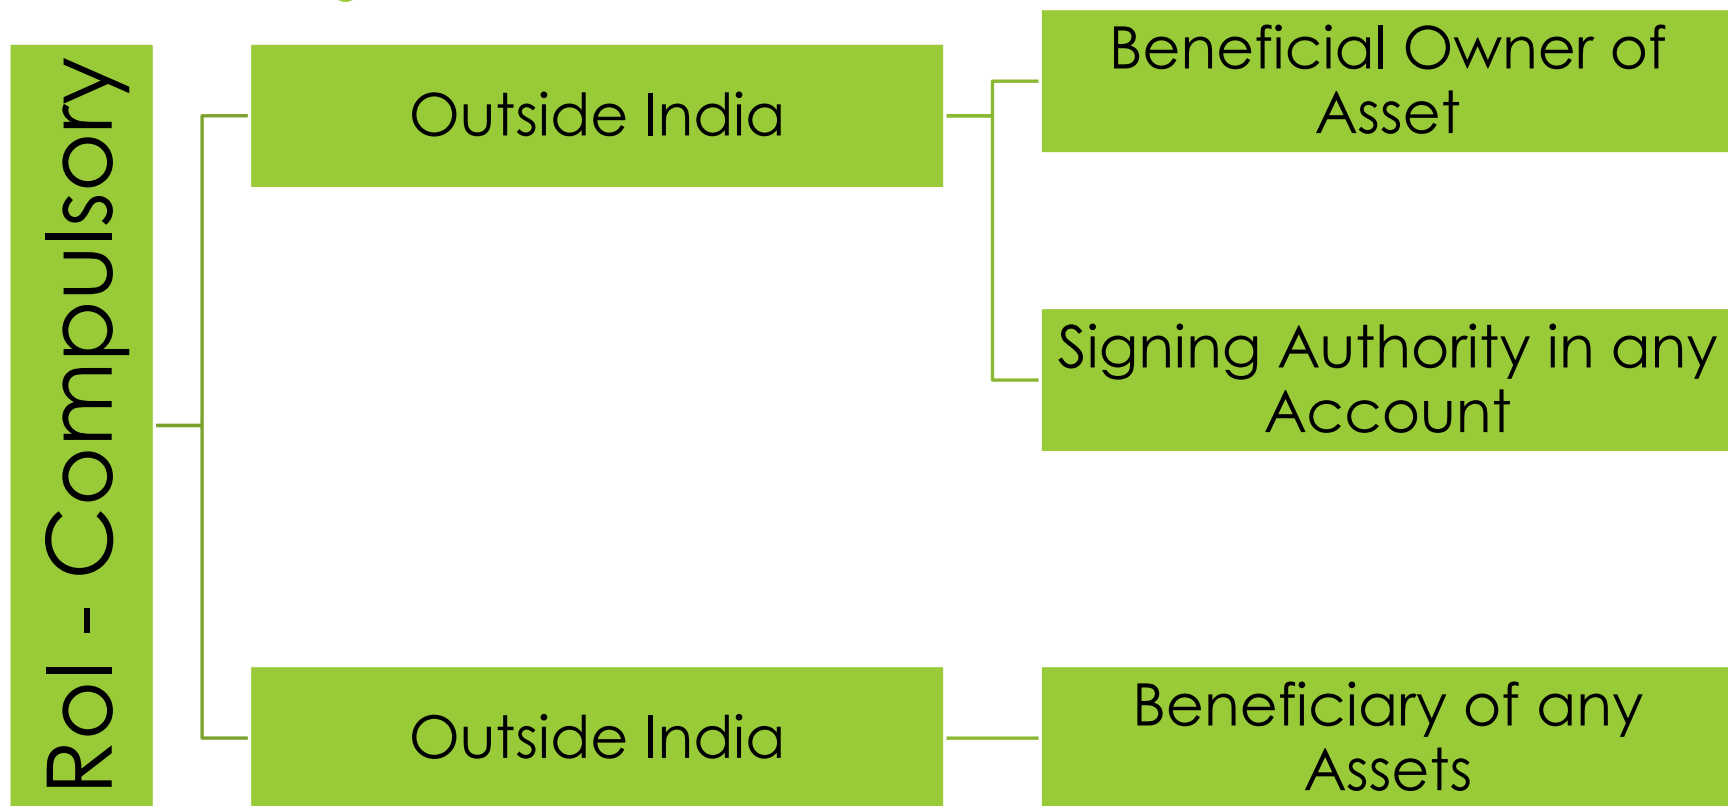 RoI - Compulsory
Outside India
Beneficial Owner of
Asset
Signing Authority in any
Account
Outside India
Beneficiary of any
Assets